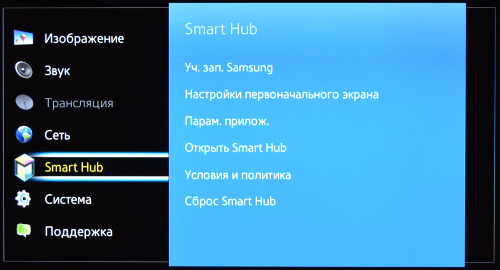 Изображение
Звук
Трансляция
Сеть
Smart Hub
Система
Поддержка
Smart Hub
Уч. зап. Samsung
Настройки первоначального экрана
Парам. прилож.
Открыть Smart Hub
Условия и политика
Сброс Smart Hub